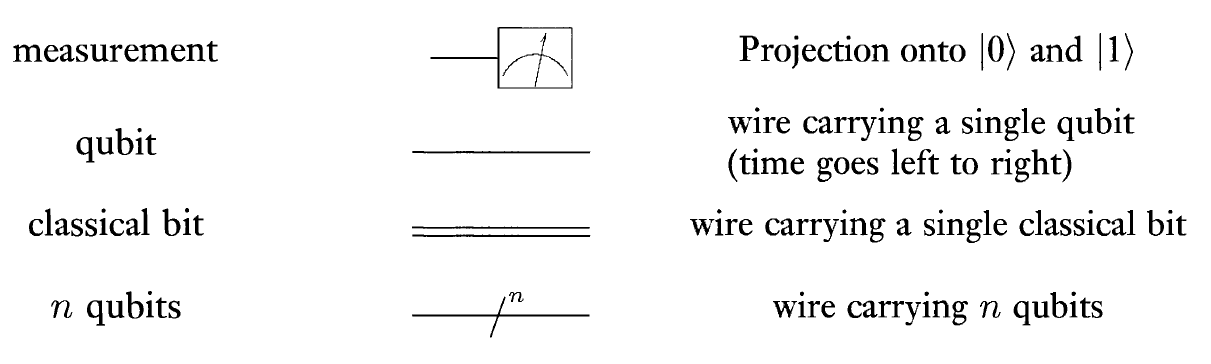 measurement Projection onto |0⟩ and |1⟩
qubit wire carrying a single qubit
(time goes left to right)
classical bit wire carrying a single classical bit
n qubits n wire carrying n qubits